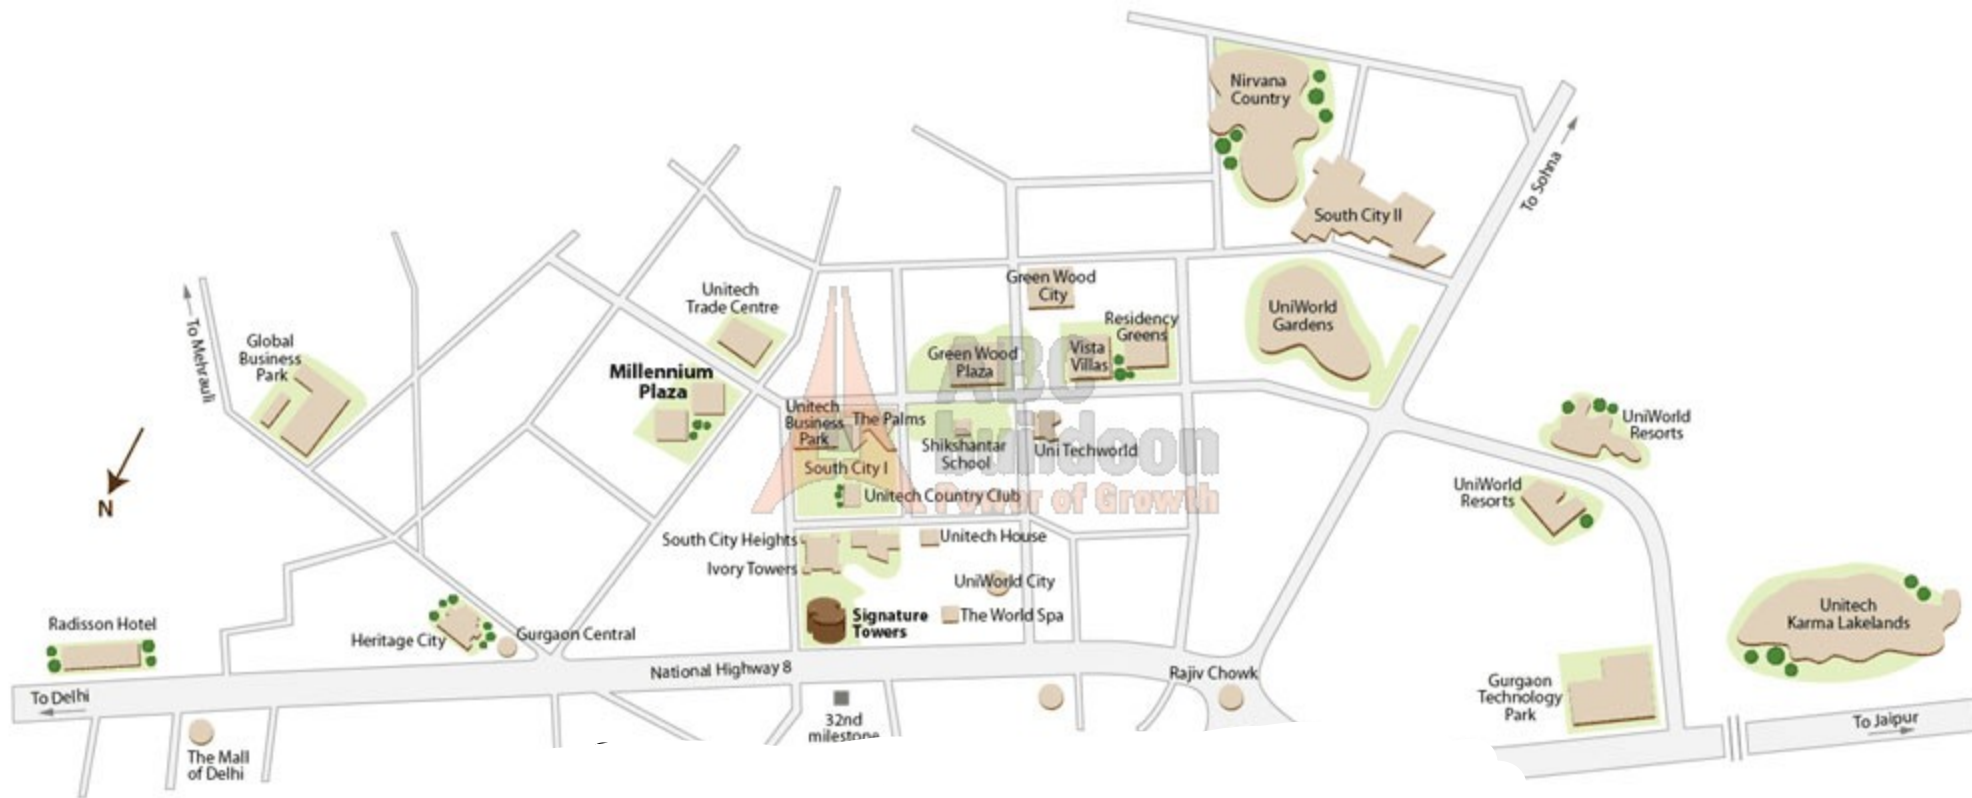 Nirvana
Country
To Sohna
South City II
Green Wood
City
Unitech
Trade Centre
UniWorld
Gardens
To Mehrauli
Global
Business
Park
Residency
Greens
Vista
Villas
Green Wood
Plaza
Millennium
Plaza
ABC
buildcon
Power of Growth
Unitech
Business
Park
The Palms
Shikshantar
School
Uni Techworld
UniWorld
Resorts
South City I
Unitech Country Club
UniWorld
Resorts
N
South City Heights
Unitech House
Ivory Towers
UniWorld City
Signature
Towers
The World Spa
Unitech
Karma Lakelands
Radisson Hotel
Heritage City
Gurgaon Central
National Highway 8
Rajiv Chowk
Gurgaon
Technology
Park
To Delhi
32nd
milestone
To Jaipur
The Mall
of Delhi